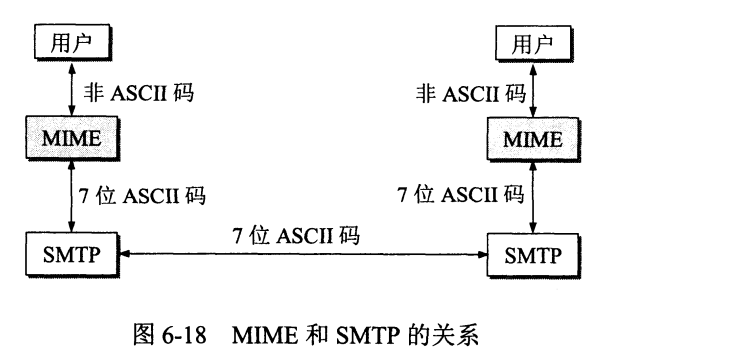 用户 用户
非 ASCII 码 非 ASCII 码
MIME MIME
7 位 ASCII 码 7 位 ASCII 码
7 位 ASCII 码
SMTP SMTP
图 6-18 MIME 和 SMTP 的关系